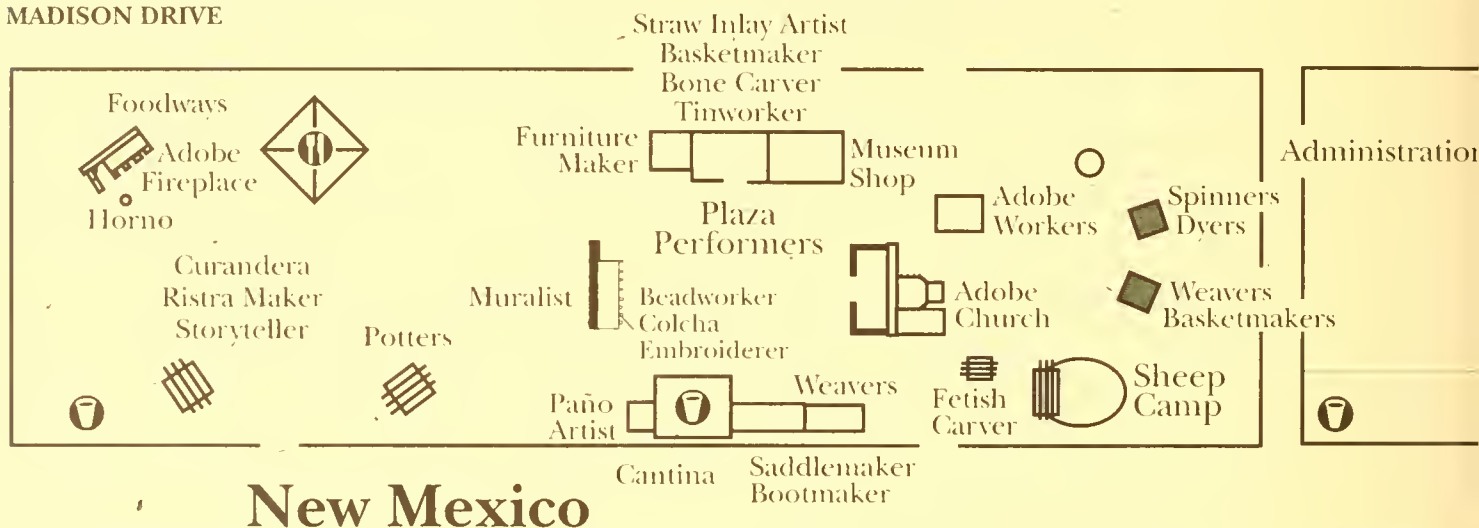 MADISON DRIVE
Straw Inlay Artist
Basketmaker
Bone Carver
Tinworker
Foodways
Adobe
Fireplace
Horno
Furniture
Maker
Museum
Shop
Administration
Plaza
Performers
Adobe
Workers
Spinners
Dyers
Curandera
Ristra Maker
Storyteller
Potters
Muralist
Beadworker
Colcha
Embroiderer
Adobe
Church
Weavers
Basketmakers
Paño
Artist
Weavers
Fetish
Carver
Sheep
Camp
Cantina
Saddlemaker
Bootmaker
New Mexico